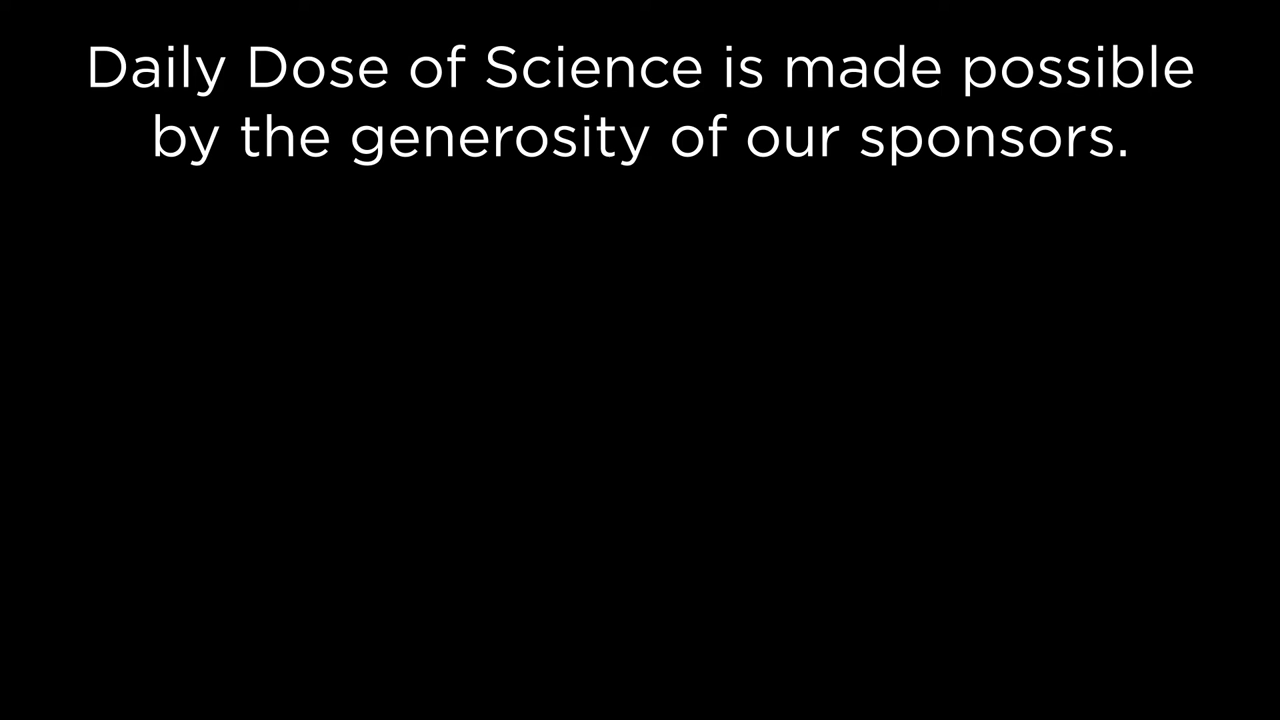 Daily Dose of Science is made possible
by the generosity of our sponsors.